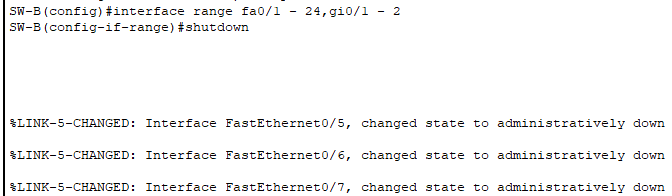 SW-B(config)#interface range fa0/1 - 24,gi0/1 - 2
SW-B(config-if-range)#shutdown
%LINK-5-CHANGED: Interface FastEthernet0/5, changed state to administratively down
%LINK-5-CHANGED: Interface FastEthernet0/6, changed state to administratively down
%LINK-5-CHANGED: Interface FastEthernet0/7, changed state to administratively down